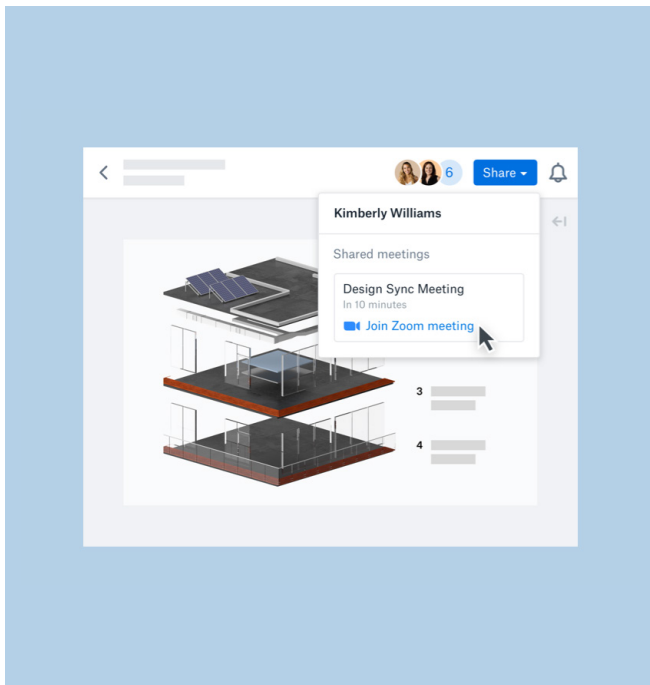 6
Share
Kimberly Williams
Shared meetings
Design Sync Meeting
In 10 minutes
Join Zoom meeting
3
4